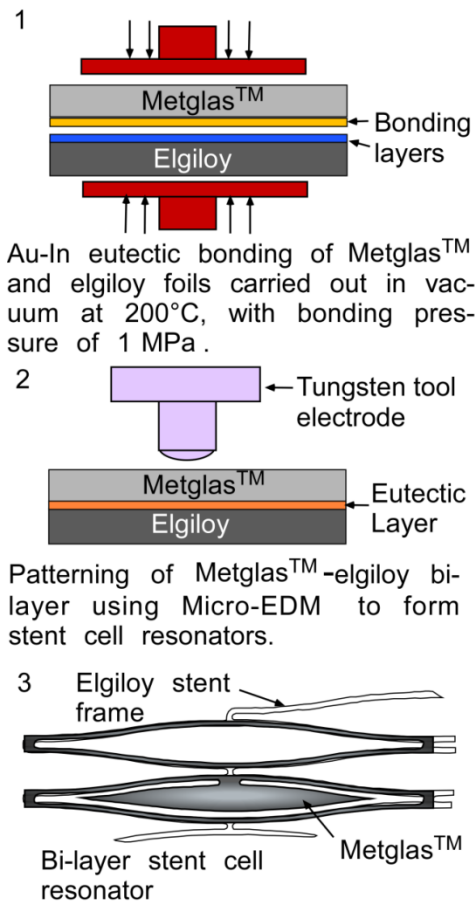 1
Metglas™
Bonding
layers
Elgiloy
Au-In eutectic bonding of Metglas™
and elgiloy foils carried out in vac-
uum at 200°C, with bonding pres-
sure of 1 MPa .
2
Tungsten tool
electrode
Metglas™
Eutectic
Layer
Elgiloy
Patterning of Metglas™-elgiloy bi-
layer using Micro-EDM to form
stent cell resonators.
3
Elgiloy stent
frame
Metglas™
Bi-layer stent cell
resonator